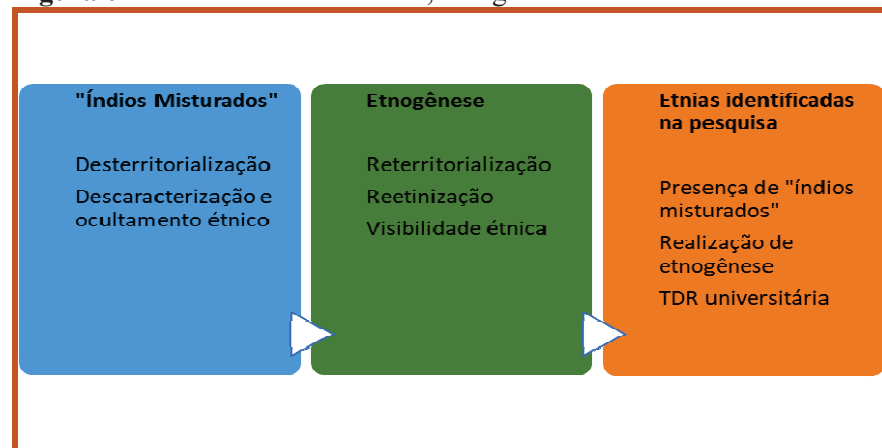 "Índios Misturados"
Desterritorialização
Descaracterização e
ocultamento étnico
Etnogênese
Reterritorialização
Reetinização
Visibilidade étnica
Etnias identificadas
na pesquisa
Presença de "índios
misturados"
Realização de
etnogênese
TDR universitária